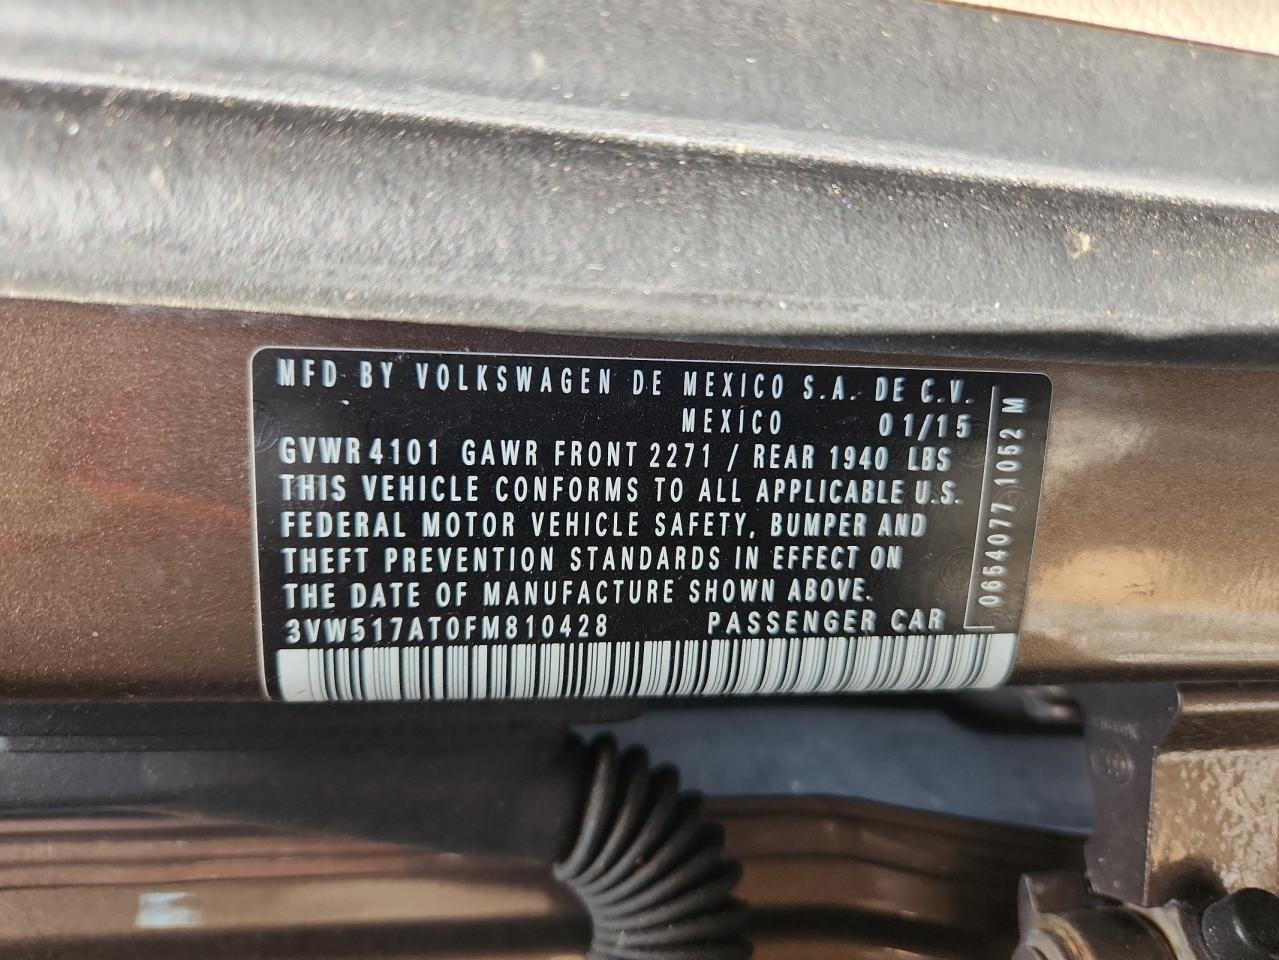 MFD BY VOLKSWAGEN DE MEXICO S.A. DE C.V.
MEXICO 01/15
GVWR 4101 GAWR FRONT 2271 / REAR 1940 LBS
THIS VEHICLE CONFORMS TO ALL APPLICABLE U.S.
FEDERAL MOTOR VEHICLE SAFETY, BUMPER AND
THEFT PREVENTION STANDARDS IN EFFECT ON
THE DATE OF MANUFACTURE SHOWN ABOVE.
3VW517AT0FM810428 PASSENGER CAR
0654077 1052 M